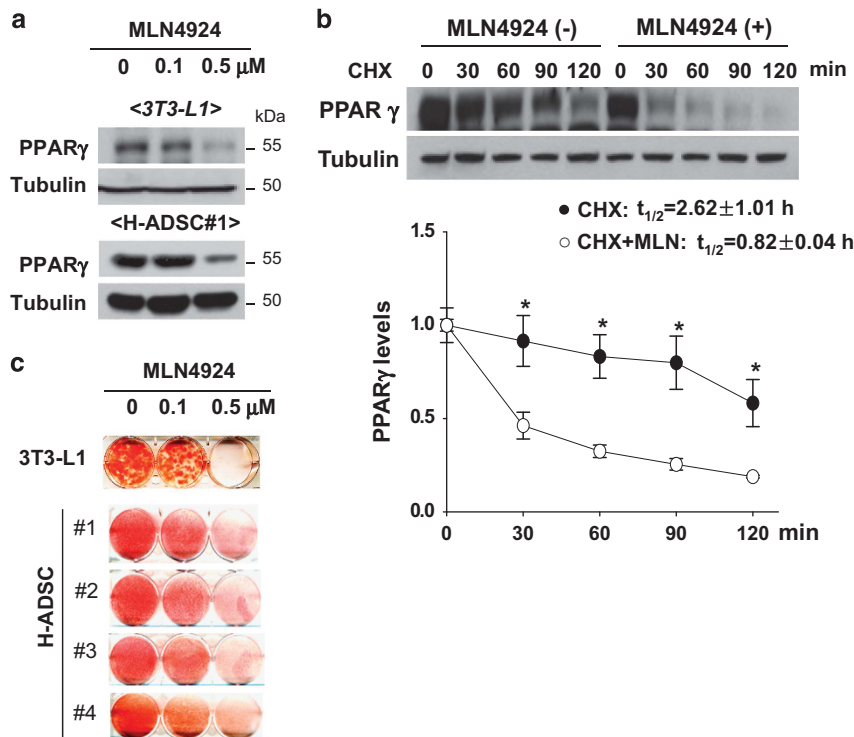 a
MLN4924
0 0.1 0.5 μM
<3T3-L1>
kDa
PPARγ 55
Tubulin 50
<H-ADSC#1>
PPARγ 55
Tubulin 50
b
MLN4924 (-) MLN4924 (+)
CHX 0 30 60 90 120 0 30 60 90 120 min
PPAR γ
Tubulin
CHX: t1/2=2.62±1.01 h
CHX+MLN: t1/2=0.82±0.04 h
1.5
1.0
0.5
0.0
PPARγ levels
* * * *
0 30 60 90 120 min
c
MLN4924
0 0.1 0.5 μM
3T3-L1
H-ADSC
#1
#2
#3
#4